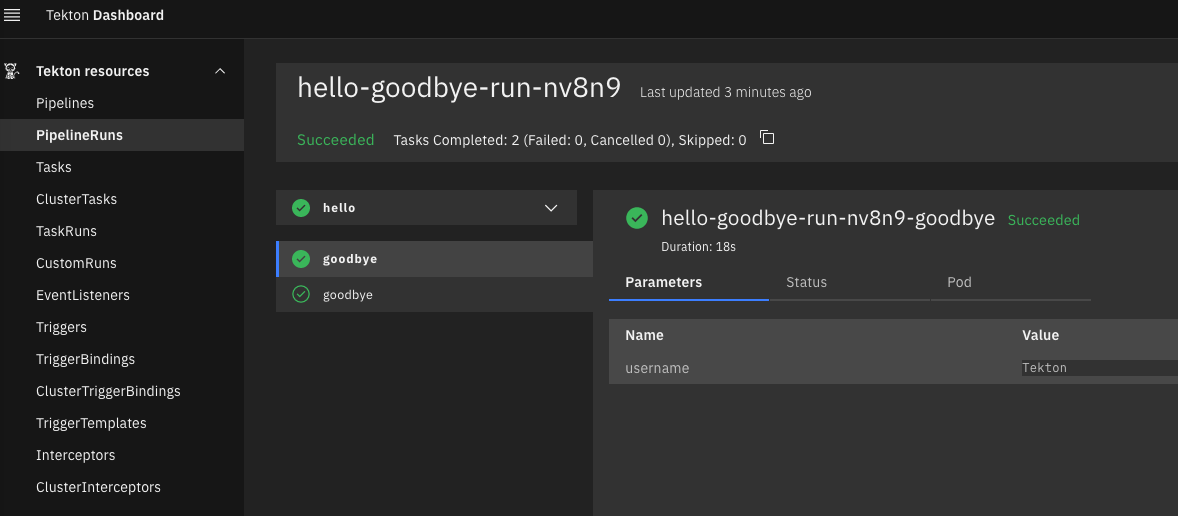 Tekton Dashboard
Tekton resources
Pipelines
PipelineRuns
Tasks
ClusterTasks
TaskRuns
CustomRuns
EventListeners
Triggers
TriggerBindings
ClusterTriggerBindings
TriggerTemplates
Interceptors
ClusterInterceptors
hello-goodbye-run-nv8n9 Last updated 3 minutes ago
Succeeded Tasks Completed: 2 (Failed: 0, Cancelled 0), Skipped: 0
hello
goodbye
goodbye
hello-goodbye-run-nv8n9-goodbye Succeeded
Duration: 18s
Parameters Status Pod
Name Value
username Tekton